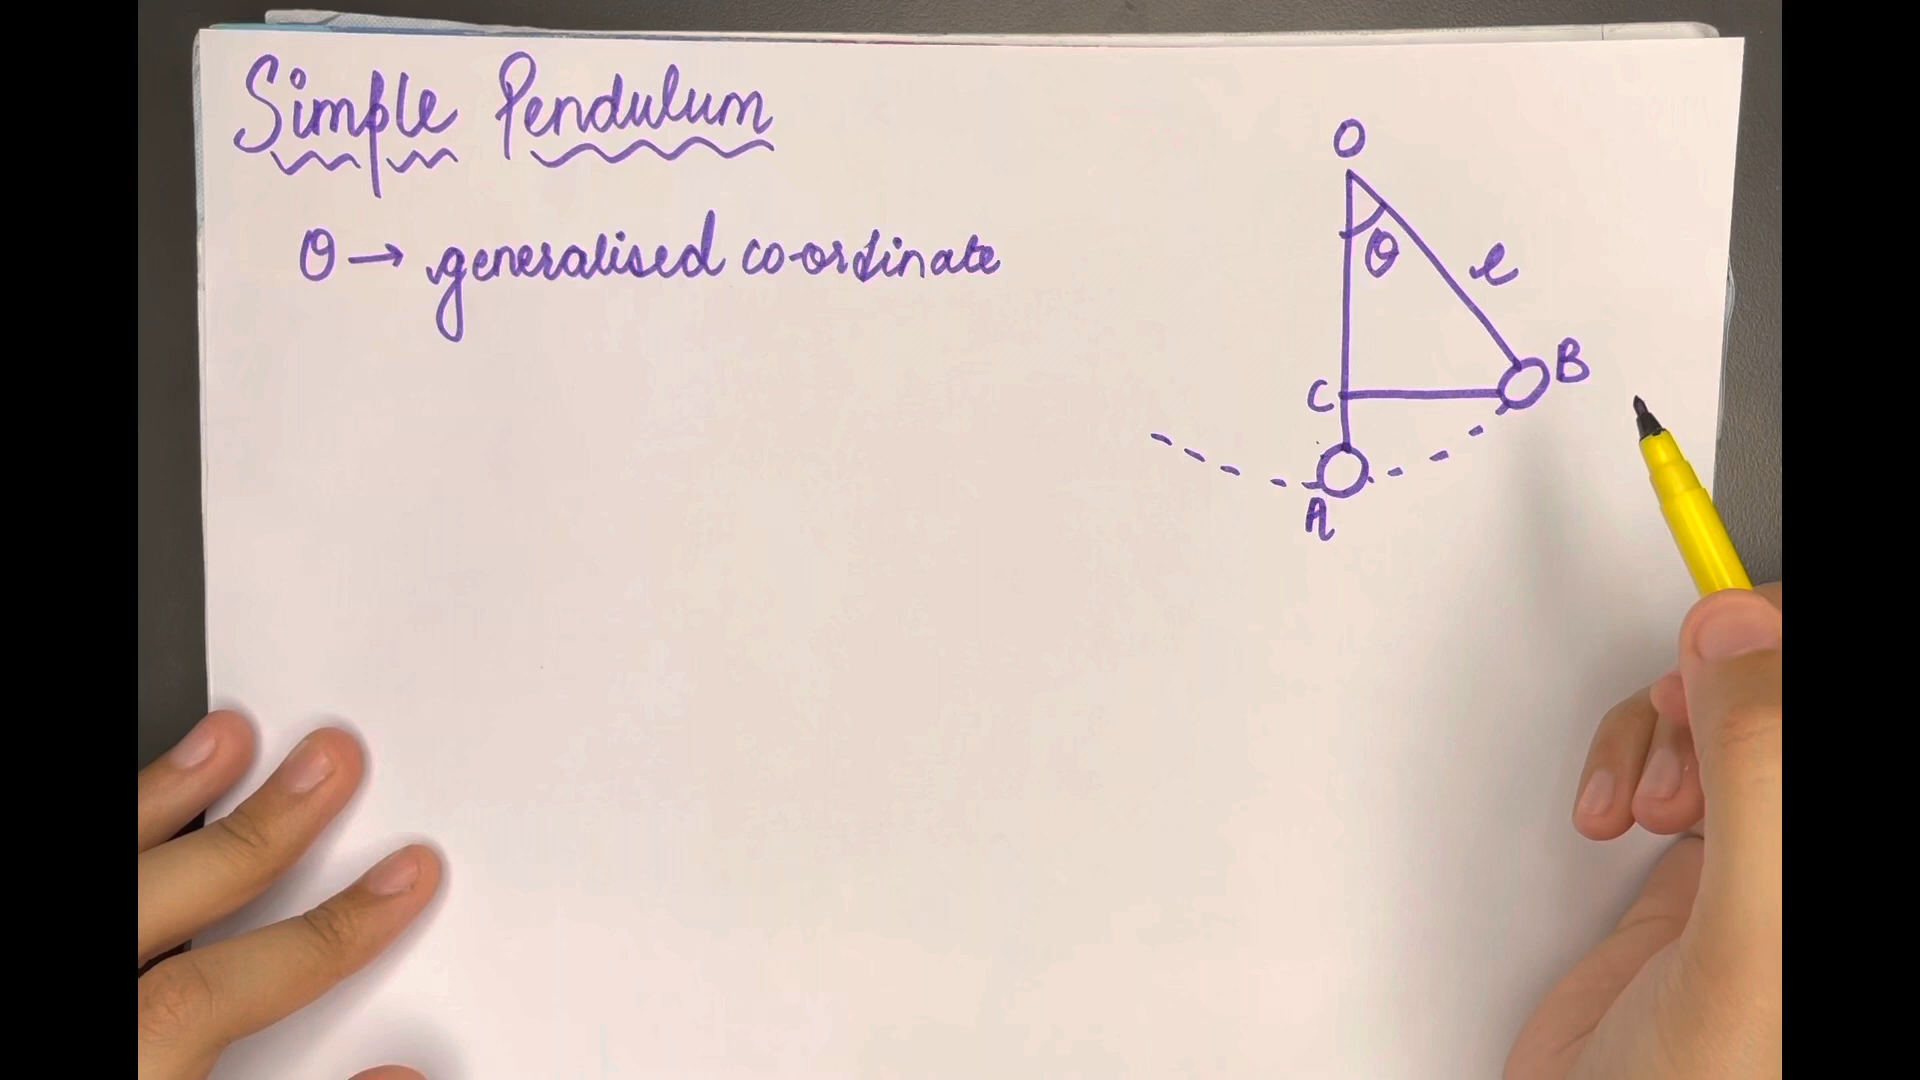 Simple Pendulum
θ → generalised co-ordinate
O
θ
l
B
C
A